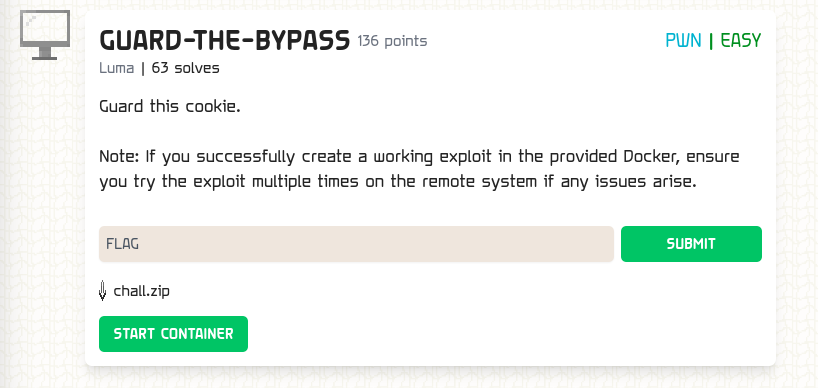 GUARD-THE-BYPASS 136 points PWN | EASY
Luma | 63 solves
Guard this cookie.
Note: If you successfully create a working exploit in the provided Docker, ensure
you try the exploit multiple times on the remote system if any issues arise.
FLAG SUBMIT
chall.zip
START CONTAINER